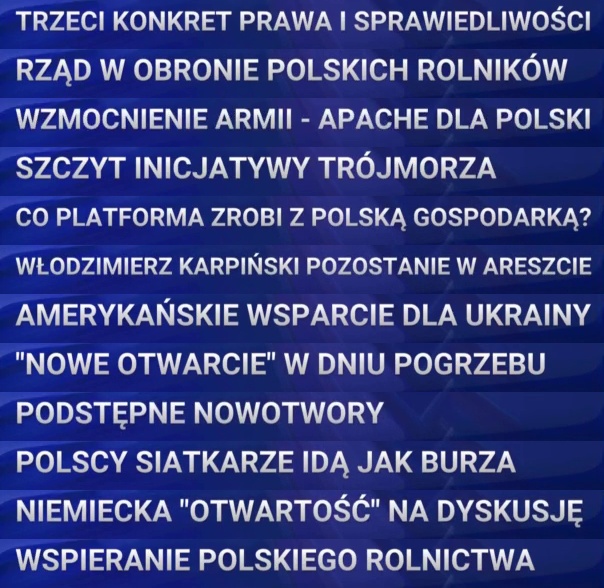 TRZECI KONKRET PRAWA I SPRAWIEDLIWOŚCI
RZĄD W OBRONIE POLSKICH ROLNIKÓW
WZMOCNIENIE ARMII - APACHE DLA POLSKI
SZCZYT INICJATYWY TRÓJMORZA
CO PLATFORMA ZROBI Z POLSKĄ GOSPODARKĄ?
WŁODZIMIERZ KARPIŃSKI POZOSTANIE W ARESZCIE
AMERYKAŃSKIE WSPARCIE DLA UKRAINY
"NOWE OTWARCIE" W DNIU POGRZEBU
PODSTĘPNE NOWOTWORY
POLSCY SIATKARZE IDĄ JAK BURZA
NIEMIECKA "OTWARTOŚĆ" NA DYSKUSJĘ
WSPIERANIE POLSKIEGO ROLNICTWA